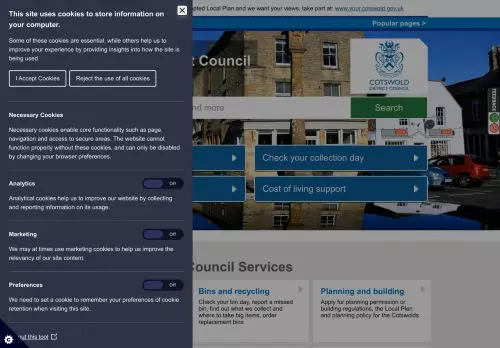 This site uses cookies to store information on
your computer.
Some of these cookies are essential, while others help us to
improve your experience by providing insights into how the site is
being used.
I Accept Cookies
Reject the use of all cookies
Necessary Cookies
Necessary cookies enable core functionality such as page
navigation and access to secure areas. The website cannot
function properly without these cookies, and can only be disabled
by changing your browser preferences.
Analytics
Off
Analytical cookies help us to improve our website by collecting
and reporting information on its usage.
Marketing
Off
We may at times use marketing cookies to help us improve the
relevancy of our site content.
Preferences
Off
We need to set a cookie to remember your preferences of cookie
retention when visiting this site.
out this tool
pted Local Plan and we want your views, take part at: www.your.cotswold.gov.uk
Popular pages >
t Council
COTSWOLD
DISTRICT COUNCIL
nd more
Search
FEEDBACK
Check your collection day
Cost of living support
Council Services
Bins and recycling
Check your bin day, report a missed
bin, find out what we collect and
where to take big items, order
replacement bins
Planning and building
Apply for planning permission or
building regulations, the Local Plan
and planning policy for the Cotswolds